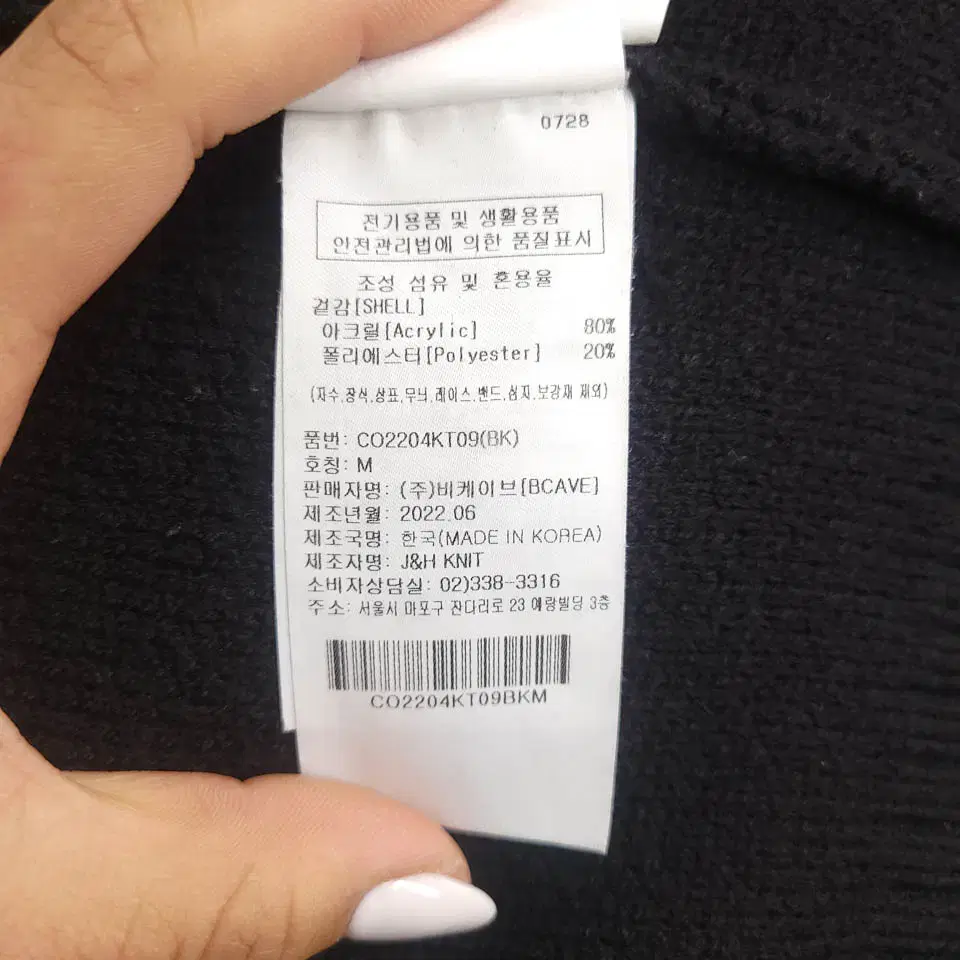 0728
전기용품 및 생활용품
안전관리법에 의한 품질표시
조성 섬유 및 혼용율
겉감[SHELL]
아크릴[Acrylic] 80%
폴리에스터[Polyester] 20%
(자수,장식,상표,무늬,레이스,밴드,심지,보강재 제외)
품번: CO2204KT09(BK)
호칭: M
판매자명: (주)비케이브[BCAVE]
제조년월: 2022.06
제조국명: 한국(MADE IN KOREA)
제조자명: J&H KNIT
소비자상담실: 02)338-3316
주소: 서울시 마포구 잔다리로 23 예랑빌딩 3층
CO2204KT09BKM